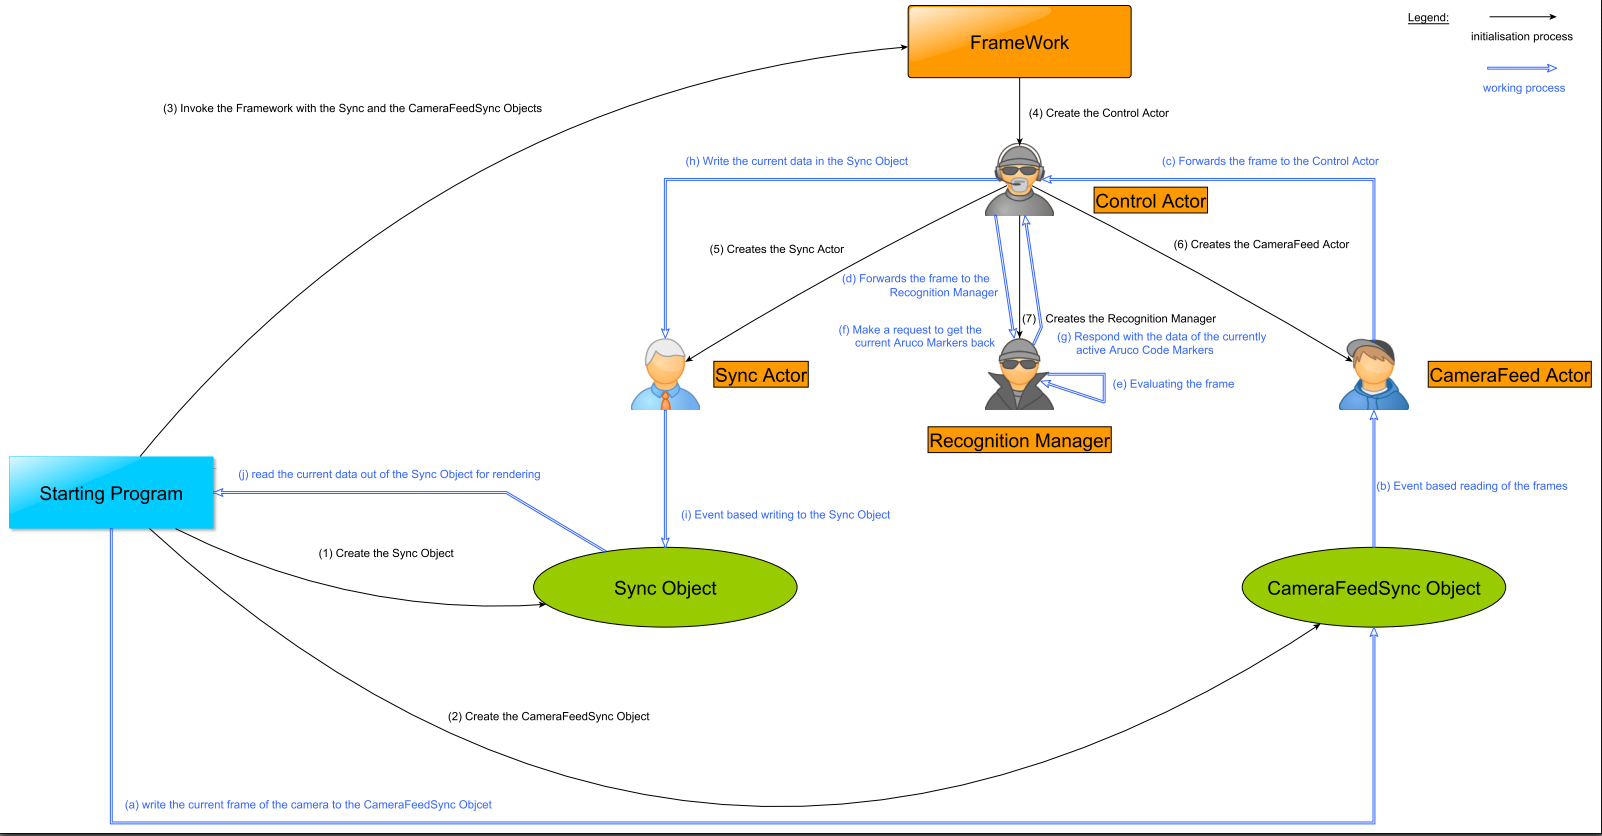 FrameWork
Legend:
initialisation process
working process
(3) Invoke the Framework with the Sync and the CameraFeedSync Objects
(4) Create the Control Actor
(h) Write the current data in the Sync Object
(c) Forwards the frame to the Control Actor
Control Actor
(5) Creates the Sync Actor
(6) Creates the CameraFeed Actor
(d) Forwards the frame to the
Recognition Manager
(7) Creates the Recognition Manager
(f) Make a request to get the
current Aruco Markers back
(g) Respond with the data of the currently
active Aruco Code Markers
Sync Actor
(e) Evaluating the frame
CameraFeed Actor
Recognition Manager
(j) read the current data out of the Sync Object for rendering
Starting Program
(b) Event based reading of the frames
(i) Event based writing to the Sync Object
(1) Create the Sync Object
Sync Object
CameraFeedSync Object
(2) Create the CameraFeedSync Object
(a) write the current frame of the camera to the CameraFeedSync Objcet